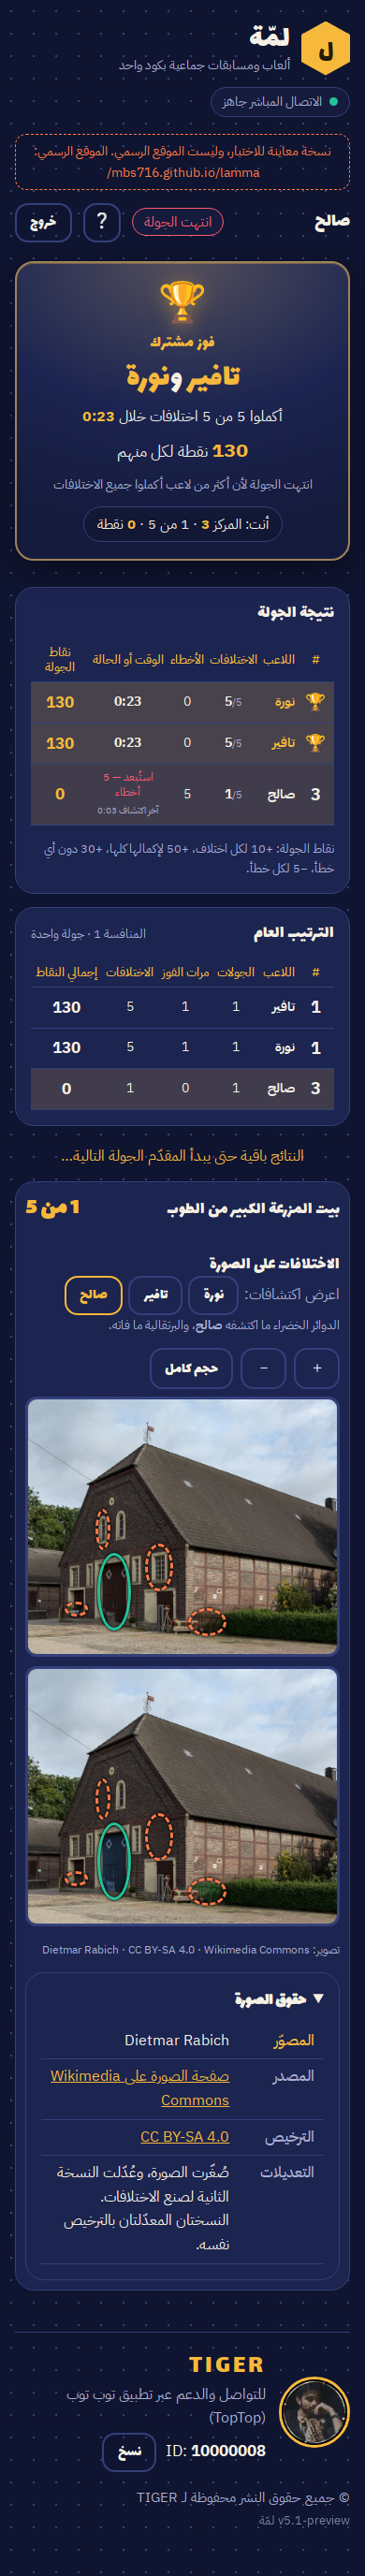 ل
لمّة
ألعاب ومسابقات جماعية بكود واحد
الاتصال المباشر جاهز
نسخة معاينة للاختبار، وليست الموقع الرسمي. الموقع الرسمي:
mbs716.github.io/lamma/
صالح
انتهت الجولة
?
خروج
فوز مشترك
تافير ونورة
أكملوا 5 من 5 اختلافات خلال 0:23
130 نقطة لكل منهم
انتهت الجولة لأن أكثر من لاعب أكملوا جميع الاختلافات
أنت: المركز 3 · 1 من 5 · 0 نقطة
نتيجة الجولة
# اللاعب الاختلافات الأخطاء الوقت أو الحالة نقاط الجولة
نورة 5/5 0 0:23 130
تافير 5/5 0 0:23 130
3 صالح 1/5 5 استُبعد — 5 أخطاء 0
آخر اكتشاف 0:03
نقاط الجولة: +10 لكل اختلاف، +50 لإكمالها كلها، +30 دون أي
خطأ، −5 لكل خطأ.
الترتيب العام
المنافسة 1 · جولة واحدة
# اللاعب الجولات مرات الفوز الاختلافات إجمالي النقاط
1 تافير 1 1 5 130
1 نورة 1 1 5 130
3 صالح 1 0 1 0
النتائج باقية حتى يبدأ المقدّم الجولة التالية...
بيت المزرعة الكبير من الطوب
1 من 5
الاختلافات على الصورة
اعرض اكتشافات: نورة تافير صالح
الدوائر الخضراء ما اكتشفه صالح، والبرتقالية ما فاته.
+ − حجم كامل
تصوير: Dietmar Rabich · CC BY-SA 4.0 · Wikimedia Commons
▼ حقوق الصورة
المصوّر Dietmar Rabich
المصدر صفحة الصورة على Wikimedia
Commons
الترخيص CC BY-SA 4.0
التعديلات صُغّرت الصورة، وعُدّلت النسخة
الثانية لصنع الاختلافات.
النسختان المعدّلتان بالترخيص
نفسه.
TIGER
للتواصل والدعم عبر تطبيق توب توب
(TopTop)
ID: 10000008 نسخ
© جميع حقوق النشر محفوظة لـ TIGER
لمّة v5.1-preview